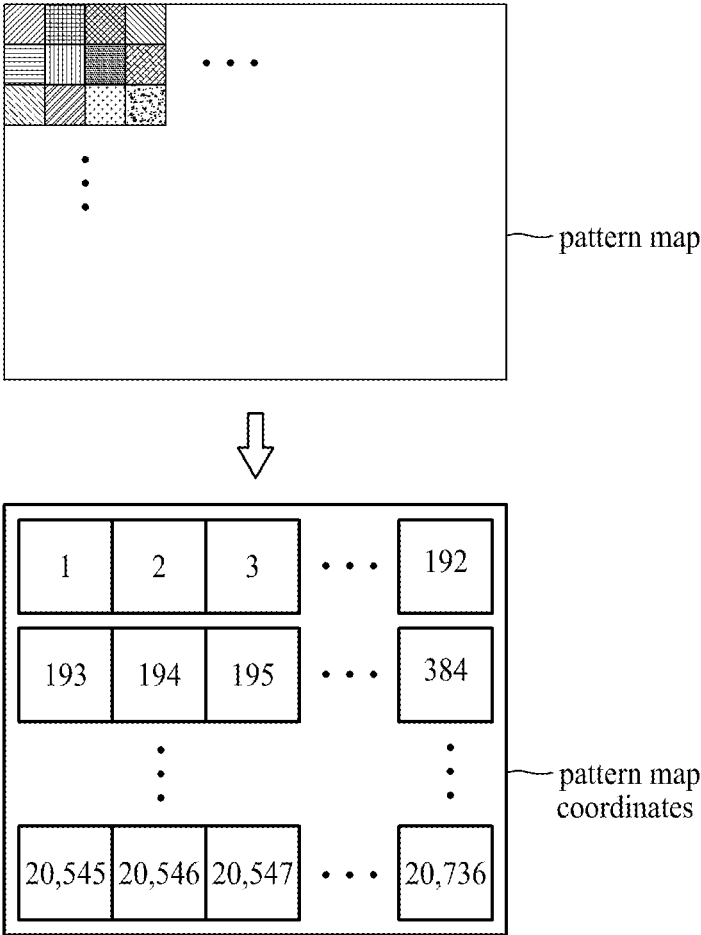 pattern map
1 2 3 ··· 192
193 194 195 ··· 384
pattern map
coordinates
20,545 20,546 20,547 ··· 20,736